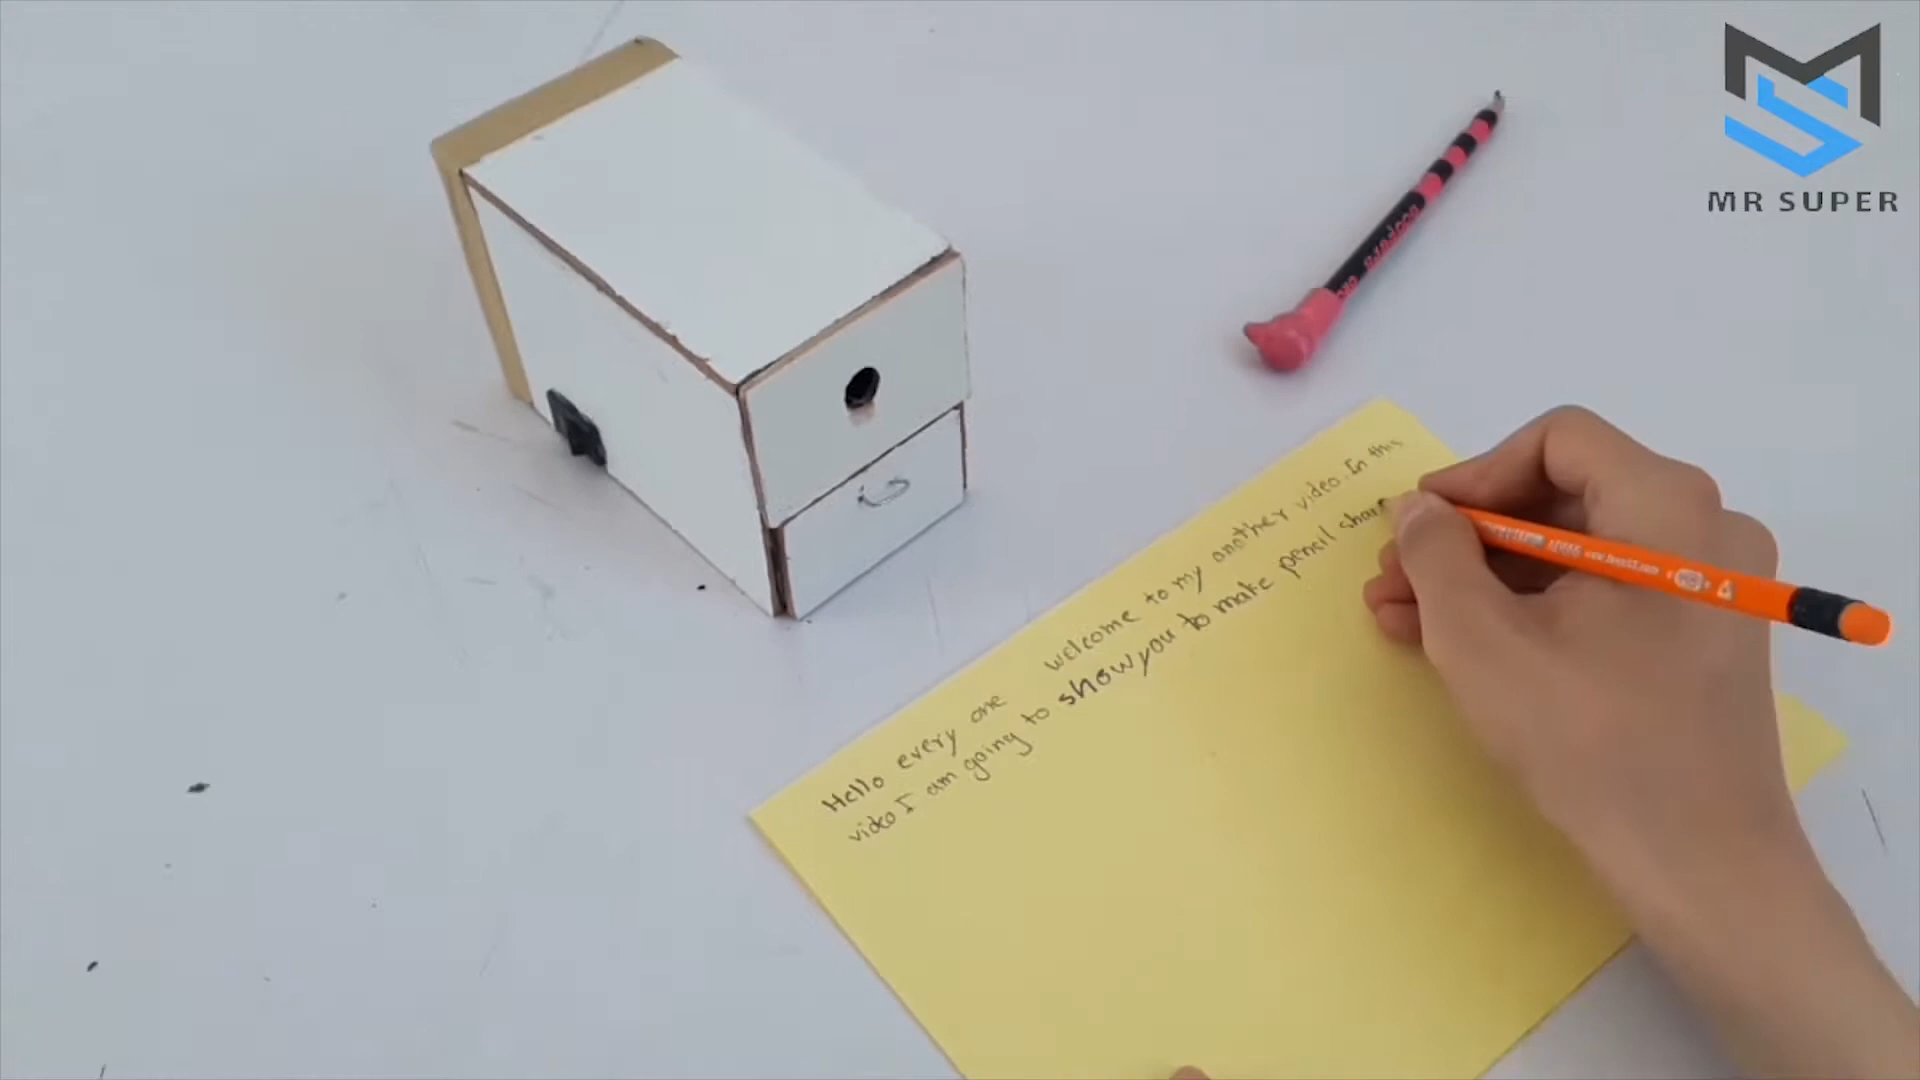 MR SUPER
Hello every one welcome to my another video. In this
video I am going to show you to make pencil shar